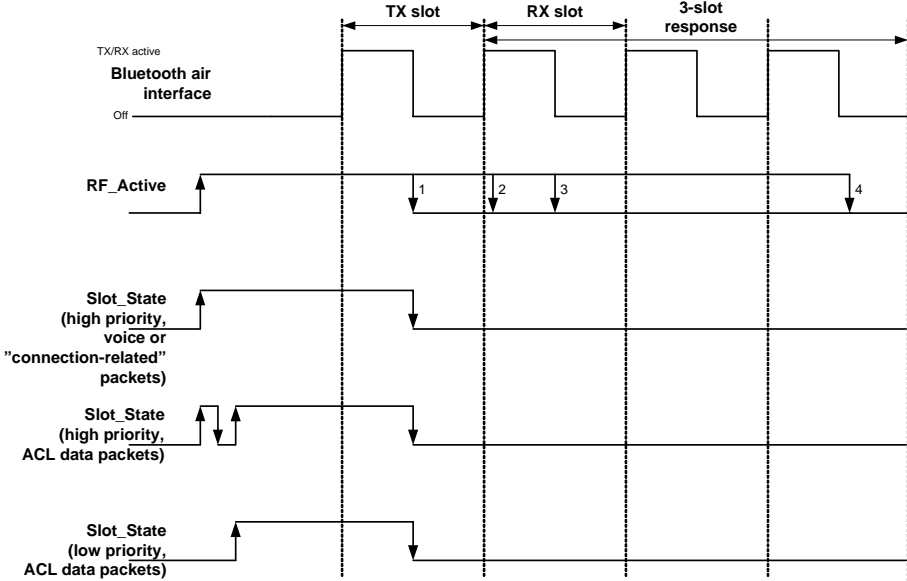 TX slot
RX slot
3-slot
response
TX/RX active
Bluetooth air
interface
Off
RF_Active
1
2
3
4
Slot_State
(high priority,
voice or
”connection-related”
packets)
Slot_State
(high priority,
ACL data packets)
Slot_State
(low priority,
ACL data packets)